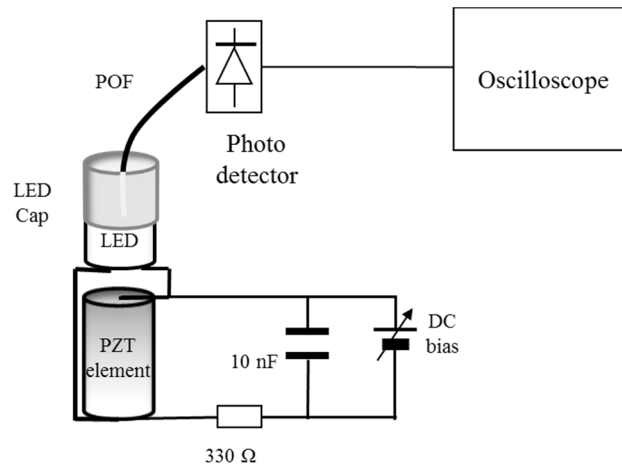 POF
Oscilloscope
Photo
detector
LED
Cap
LED
PZT
element
10 nF
DC
bias
330 Ω